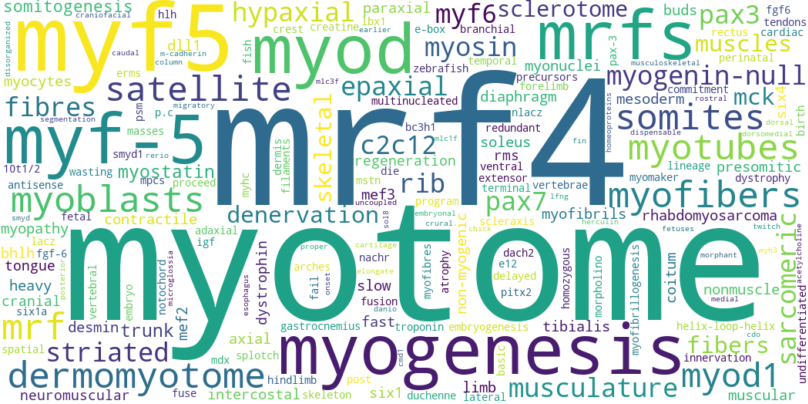 somitogenesis
craniofacial
hlh
hypaxial
paraxial
myf6
sclerotome
buds
pax3
fgf6
tendons
cardiac
myf5
dll1
m-cadherin
column
caudal
disorganized
fish
crest
creatine
lbx1
earlier
e-box
branchial
mrfs
pax-3
rectus
muscles
perinatal
musculoskeletal
myocytes
erms
myod
myosin
zebrafish
temporal
myonuclei
forelimb
myogenin-null
satellite
mlc3f
epaxial
multinucleated
precursors
diaphragm
mesoderm
commitment
rostral
mck
six4
birth
fibres
psm
p.c
migratory
skeletal
mrf4
bc3h1
nlacz
redundant
homeoproteins
somites
dorsal
dorsomedial
segmentation
masses
c2c12
mlc1f
soleus
dispensable
myf-5
smyd1
rerio
dermis
filaments
regeneration
rms
fin
myotubes
10t1/2
wasting
myostatin
die
mstn
ventral
lineage
presomitic
antisense
mpcs
proceed
myhc
rib
extensor
vertebrae
myomaker
dystrophy
myoblasts
igf
mef3
uncoupled
program
pax7
terminal
lfng
myofibers
smyd
fetal
contractile
denervation
embryonal
scleraxis
myofibrils
herculin
rhabdomyosarcoma
myopathy
lacz
adaxial
sol8
crural
chick
fetuses
twitch
bhlh
fgf-6
myotome
proper
cartilage
dach2
morphant
myh3
acetylcholine
tongue
posterior
vertebral
embryo
notochord
microglossia
esophagus
dystrophin
arches
nachr
elongate
myofibres
atrophy
non-myogenic
e12
delayed
homozygous
morpholino
myofibrillogenesis
coitum
nonmuscle
medial
sarcomeric
undifferentiated
heavy
cranial
six1a
fail
onset
slow
fusion
danio
pitx2
mrf
desmin
trunk
mef2
axial
gastrocnemius
troponin
embryogenesis
tibialis
helix-loop-helix
cdo
spatial
striated
mdx
splotch
myogenesis
fast
cmd1
basic
fibers
innervation
dermomyotome
hindlimb
post
limb
musculature
myod1
neuromuscular
fuse
intercostal
skeleton
six1
duchenne
lateral
muscular